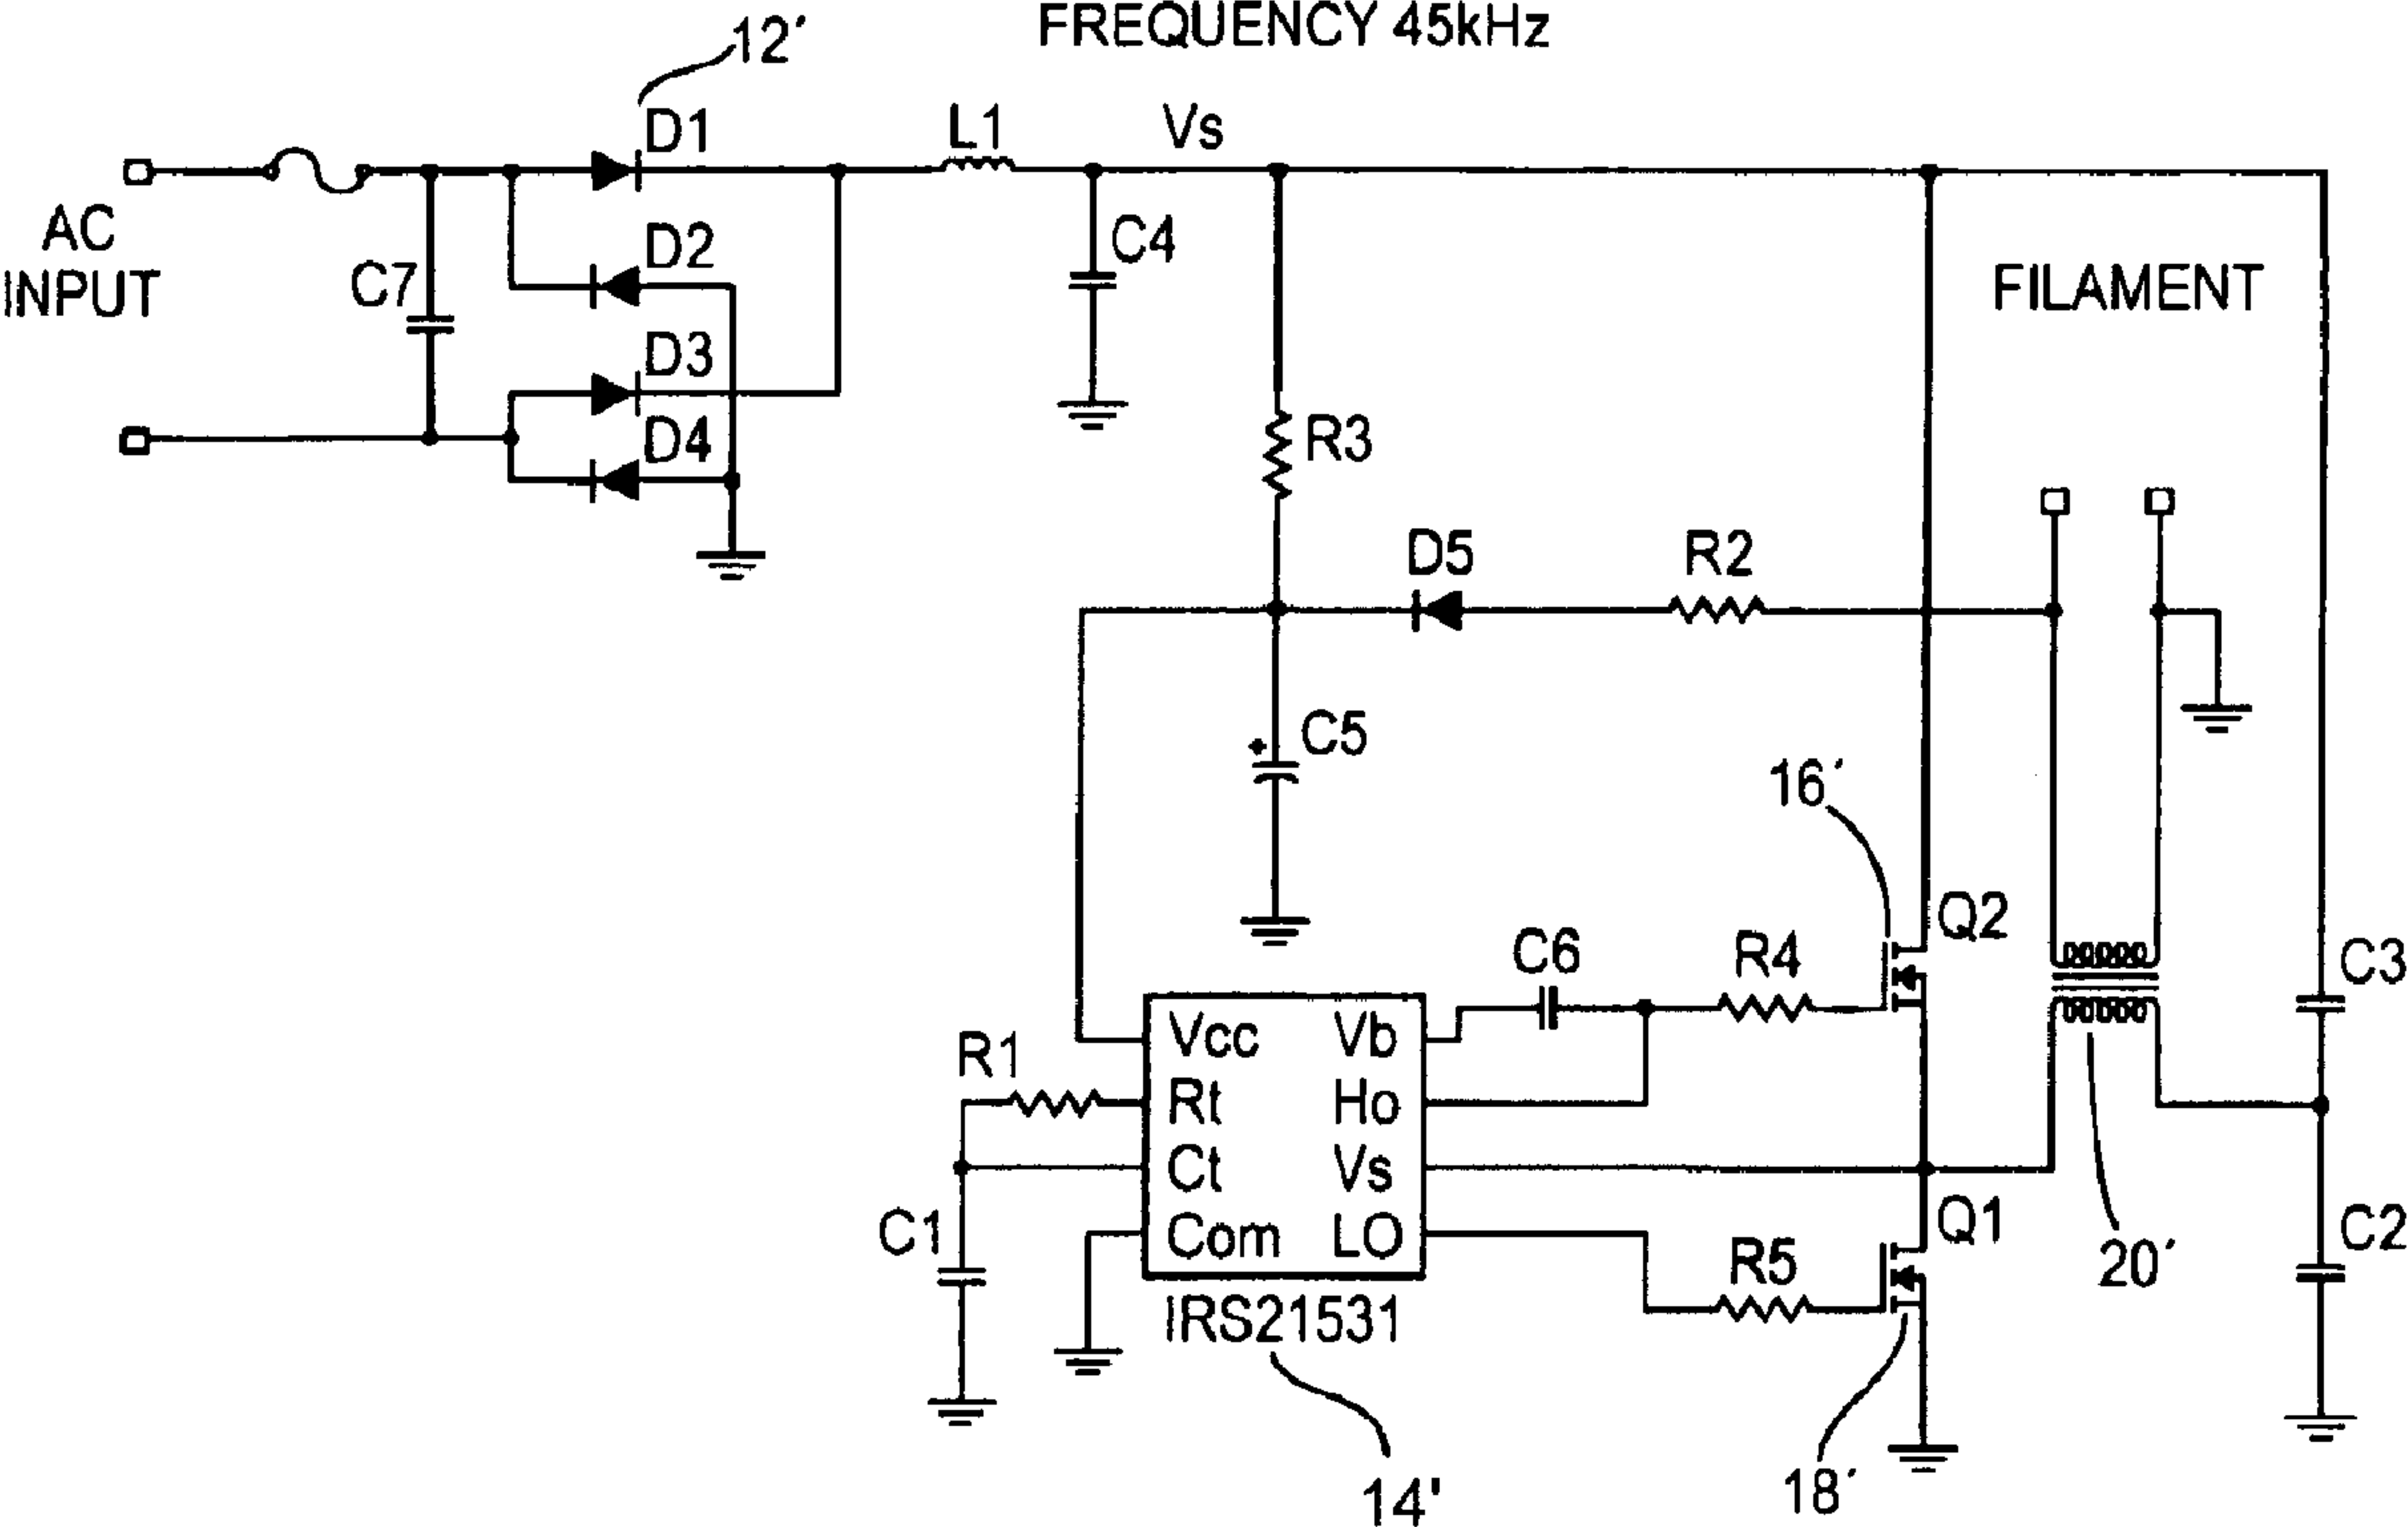 FREQUENCY 45kHz
12'
D1
L1
Vs
AC
INPUT
C7
D2
D3
D4
C4
R3
FILAMENT
D5
R2
C5
16'
Q2
C6
R4
C3
Vcc
Vb
R1
Rt
Ho
Ct
Vs
C1
Com
LO
Q1
R5
20'
C2
IRS21531
14'
18'